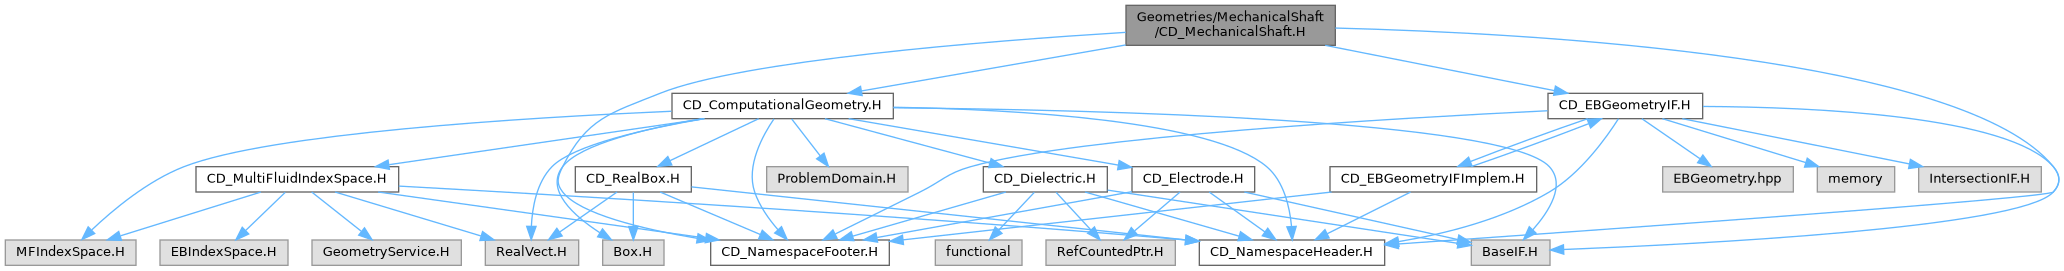 Geometries/MechanicalShaft
/CD_MechanicalShaft.H
CD_ComputationalGeometry.H
CD_EBGeometryIF.H
CD_MultiFluidIndexSpace.H
CD_RealBox.H
ProblemDomain.H
CD_Dielectric.H
CD_Electrode.H
CD_EBGeometryIFImplem.H
EBGeometry.hpp
memory
IntersectionIF.H
MFIndexSpace.H
EBIndexSpace.H
GeometryService.H
RealVect.H
Box.H
CD_NamespaceFooter.H
functional
RefCountedPtr.H
CD_NamespaceHeader.H
BaseIF.H